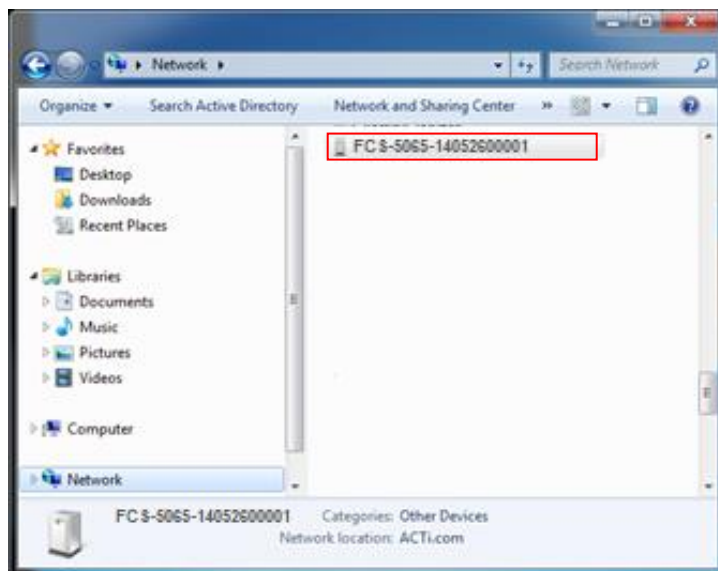 Network
Search Network
Organize
Search Active Directory
Network and Sharing Center
»
Favorites
Desktop
Downloads
Recent Places
Libraries
Documents
Music
Pictures
Videos
Computer
Network
FCS-5065-14052600001
FCS-5065-14052600001 Categories: Other Devices
Network location: ACTi.com